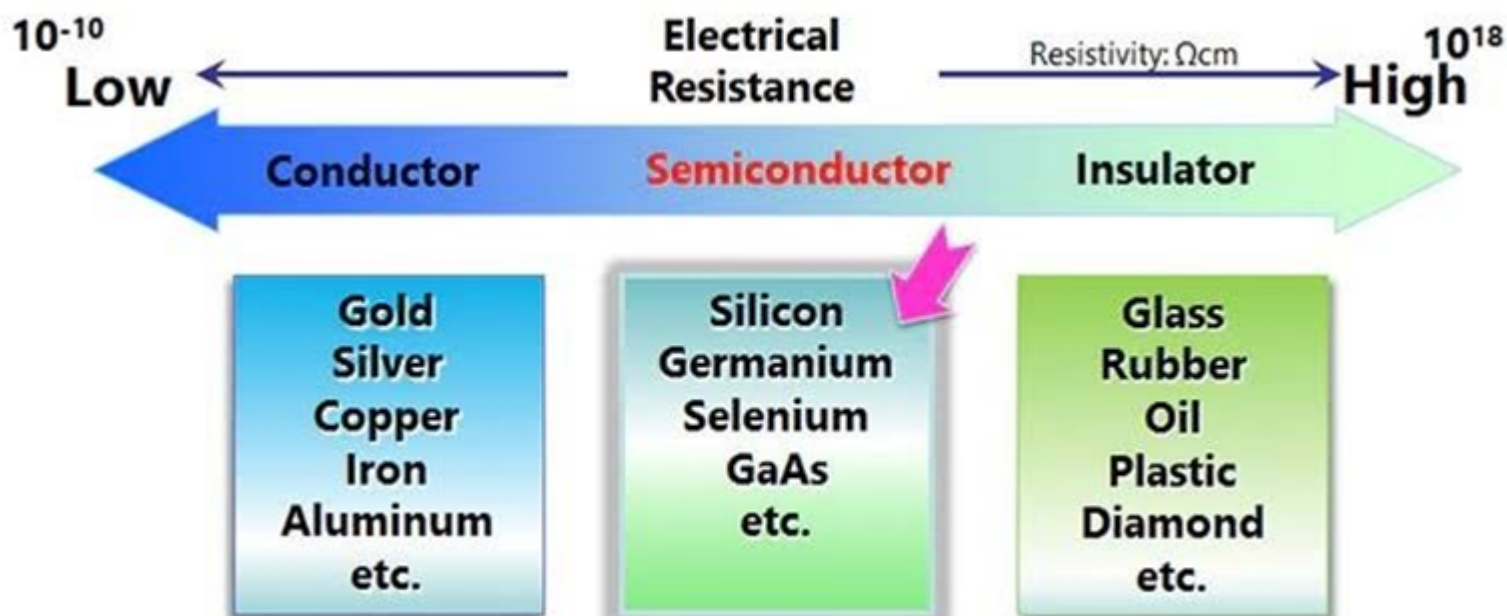 10⁻¹⁰
Low
Electrical
Resistance
Resistivity: Ωcm
10¹⁸
High
Conductor
Semiconductor
Insulator
Gold
Silver
Copper
Iron
Aluminum
etc.
Silicon
Germanium
Selenium
GaAs
etc.
Glass
Rubber
Oil
Plastic
Diamond
etc.